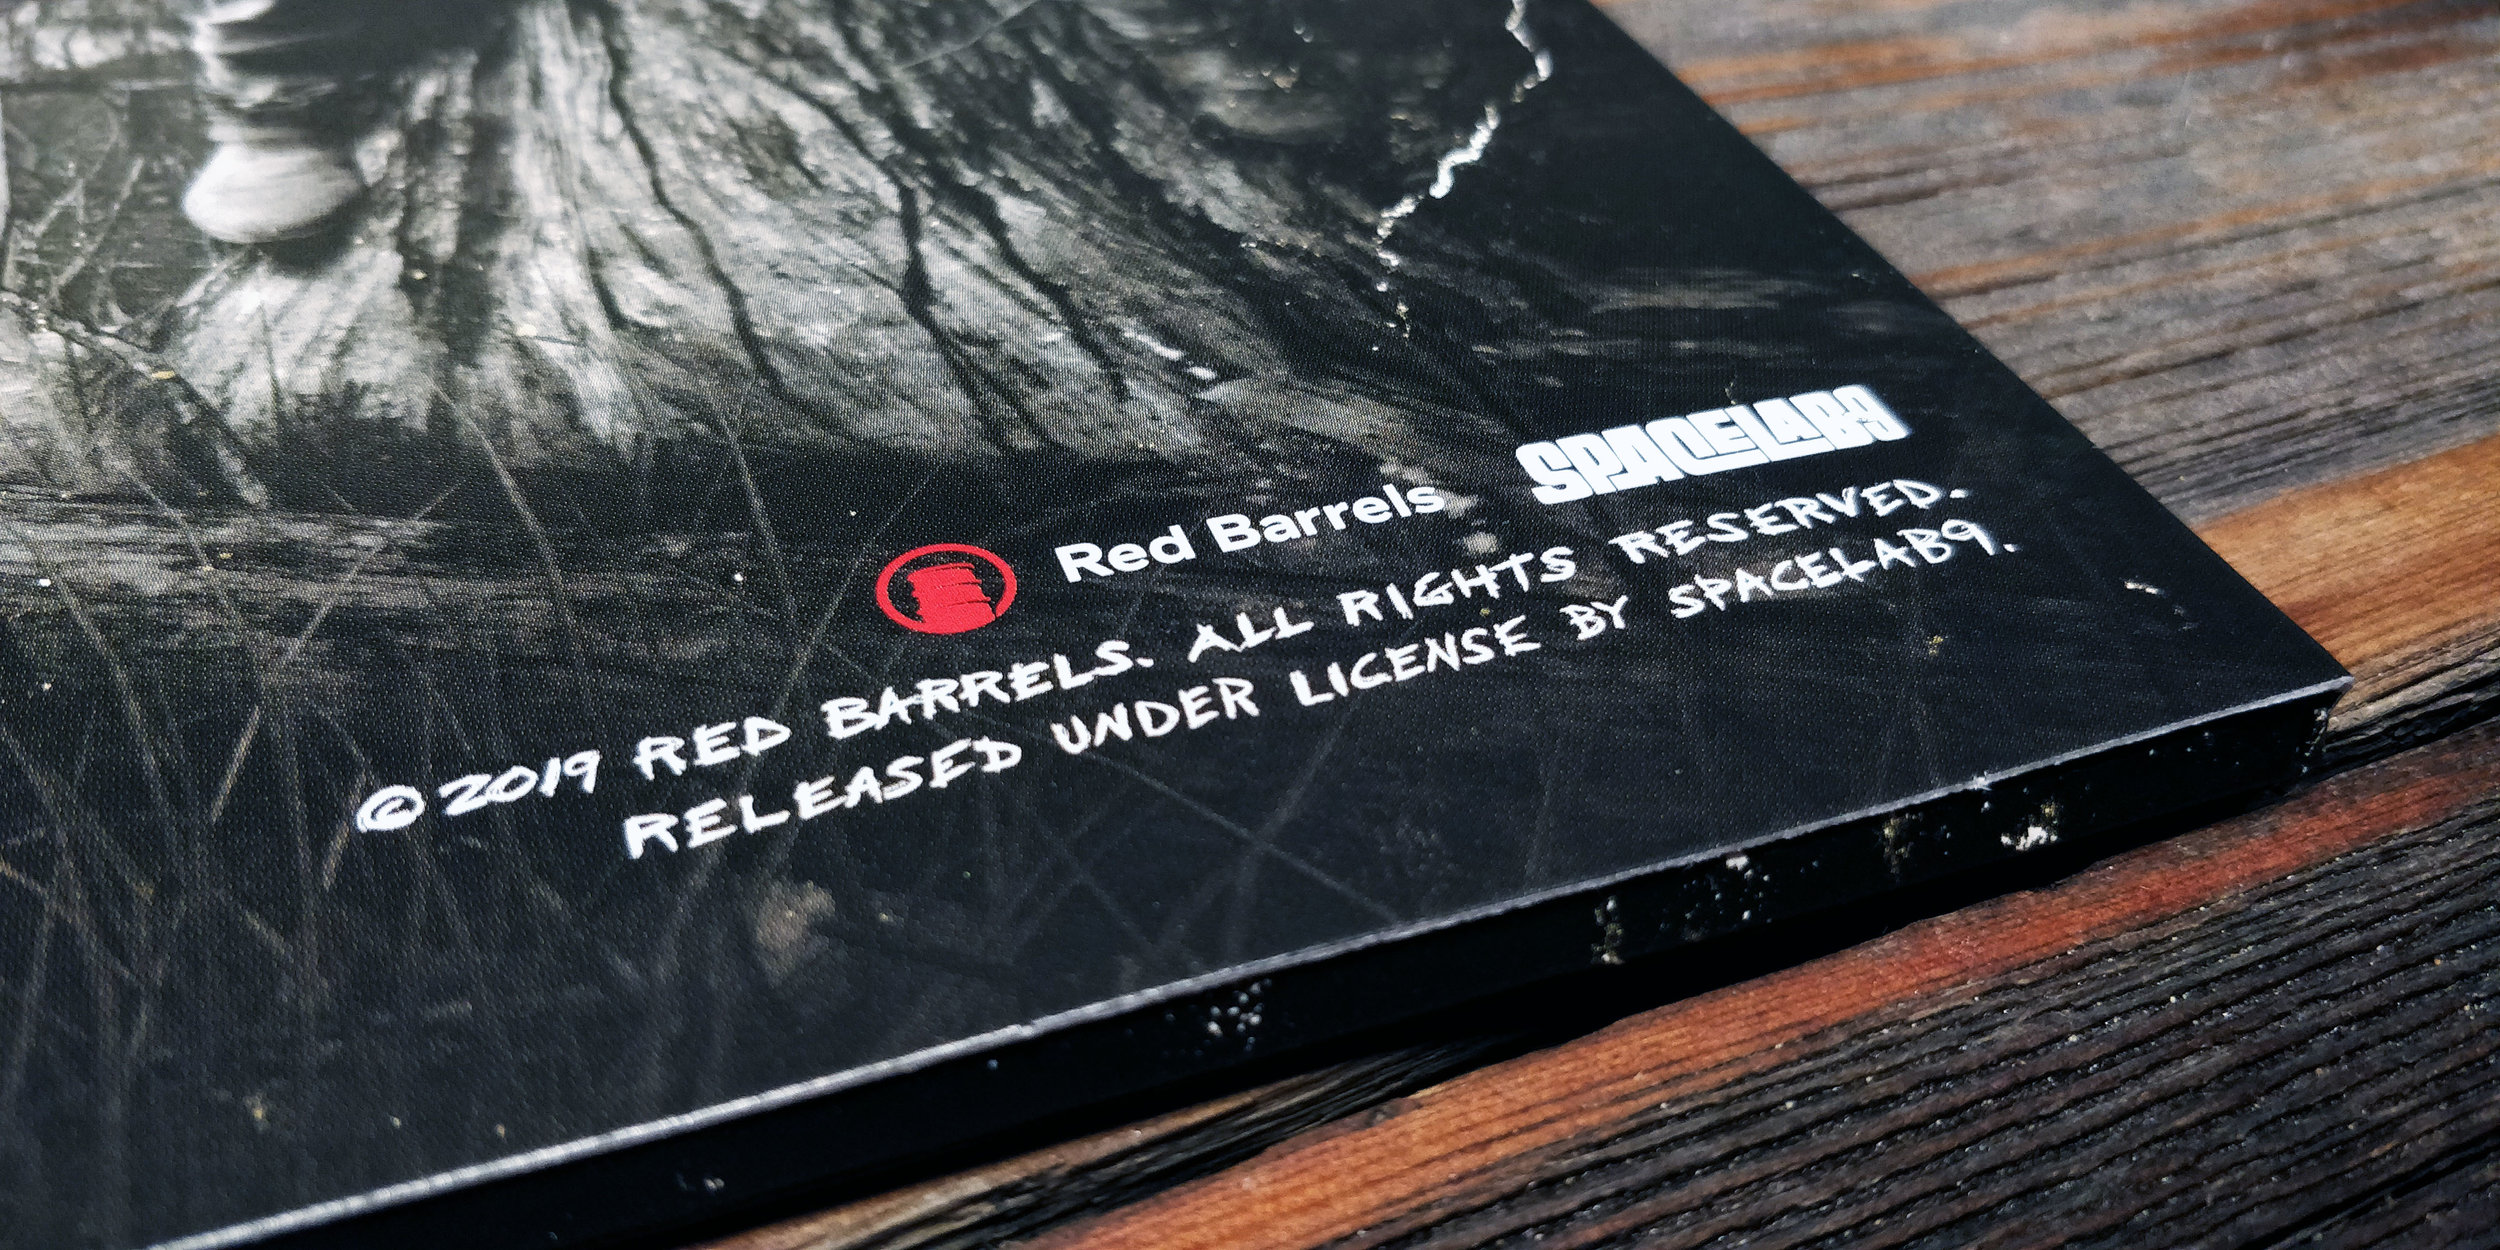 Red Barrels SPACELAB9
© 2019 RED BARRELS. ALL RIGHTS RESERVED.
RELEASED UNDER LICENSE BY SPACELAB9.